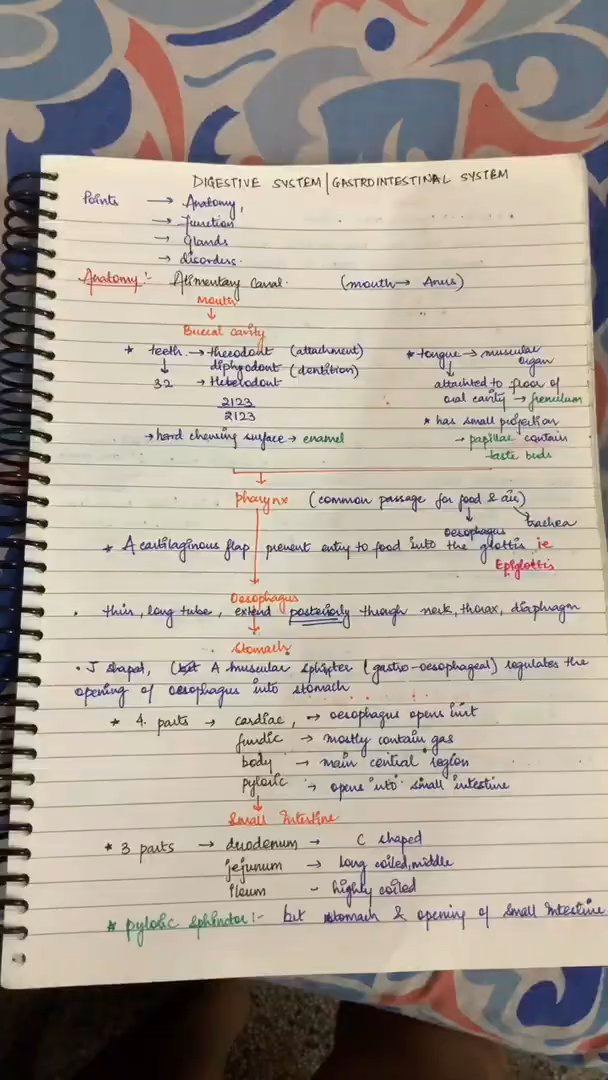 DIGESTIVE SYSTEM | GASTROINTESTINAL SYSTEM
Points → Anatomy,
→ function
→ Glands
→ disorders.
Anatomy:- Alimentary Canal. (mouth → Anus)
Mouth
↓
Buccal cavity
* teeth → thecodont (attachment)
↓ diphyodont (dentition)
32 → Heterodont
2123
2123
→ hard chewing surface → enamel
* tongue → muscular organ
↓
attachted to floor of
oral cavity → frenulum
* has small projection
→ papillae contain
taste buds
↓
pharynx (common passage for food & air)
oesophagus trachea
* A cartilaginous flap prevent entry to food into the glottis ie
Epiglottis
Oesophagus
• thin, long tube, extend posteriorly through neck, thorax, diaphragm
Stomach
• J shaped, A muscular sphincter (gastro-oesophageal) regulates the
opening of oesophagus into stomach
* 4. parts → cardiac, → oesophagus opens init
fundic → mostly contain gas
body → main central region
pyloric → opens into small intestine
↓
Small Intestine
* 3 parts → duodenum → C shaped
jejunum → long coiled, middle
ileum - highly coiled
* pyloric sphincter:- bet stomach & opening of small intestine